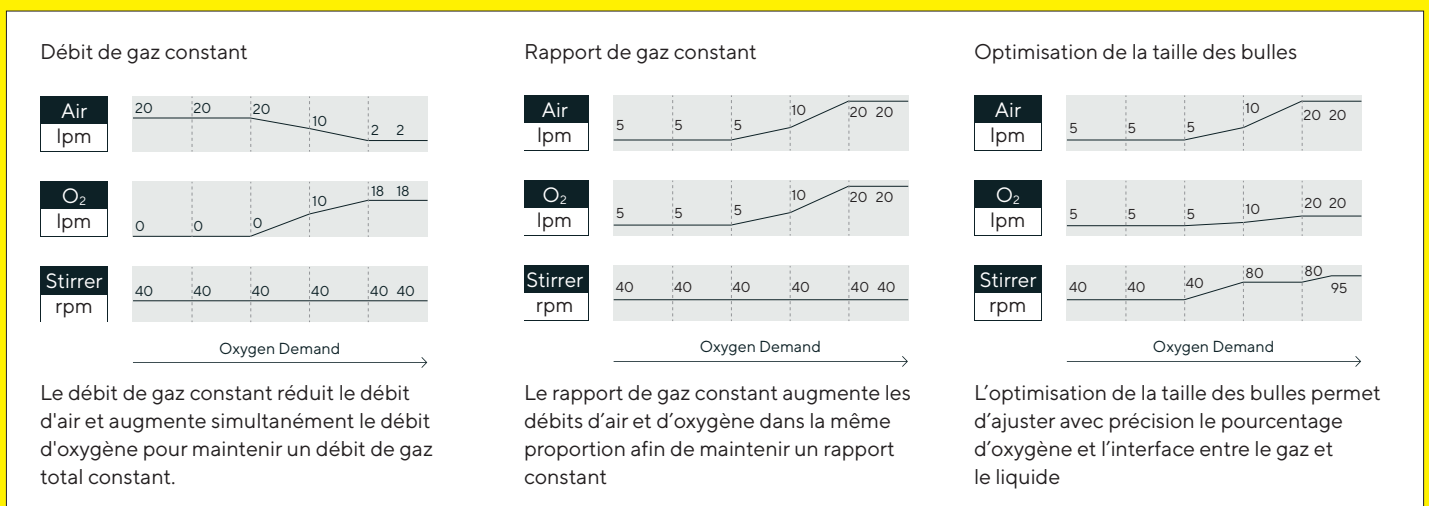 Débit de gaz constant
Air
lpm
20 20 20 10 2 2
O₂
lpm
0 0 0 10 18 18
Stirrer
rpm
40 40 40 40 40 40
Oxygen Demand
Le débit de gaz constant réduit le débit
d'air et augmente simultanément le débit
d'oxygène pour maintenir un débit de gaz
total constant.
Rapport de gaz constant
Air
lpm
5 5 5 10 20 20
O₂
lpm
5 5 5 10 20 20
Stirrer
rpm
40 40 40 40 40 40
Oxygen Demand
Le rapport de gaz constant augmente les
débits d’air et d’oxygène dans la même
proportion afin de maintenir un rapport
constant
Optimisation de la taille des bulles
Air
lpm
5 5 5 10 20 20
O₂
lpm
5 5 5 10 20 20
Stirrer
rpm
40 40 40 80 80 95
Oxygen Demand
L’optimisation de la taille des bulles permet
d’ajuster avec précision le pourcentage
d’oxygène et l’interface entre le gaz et
le liquide